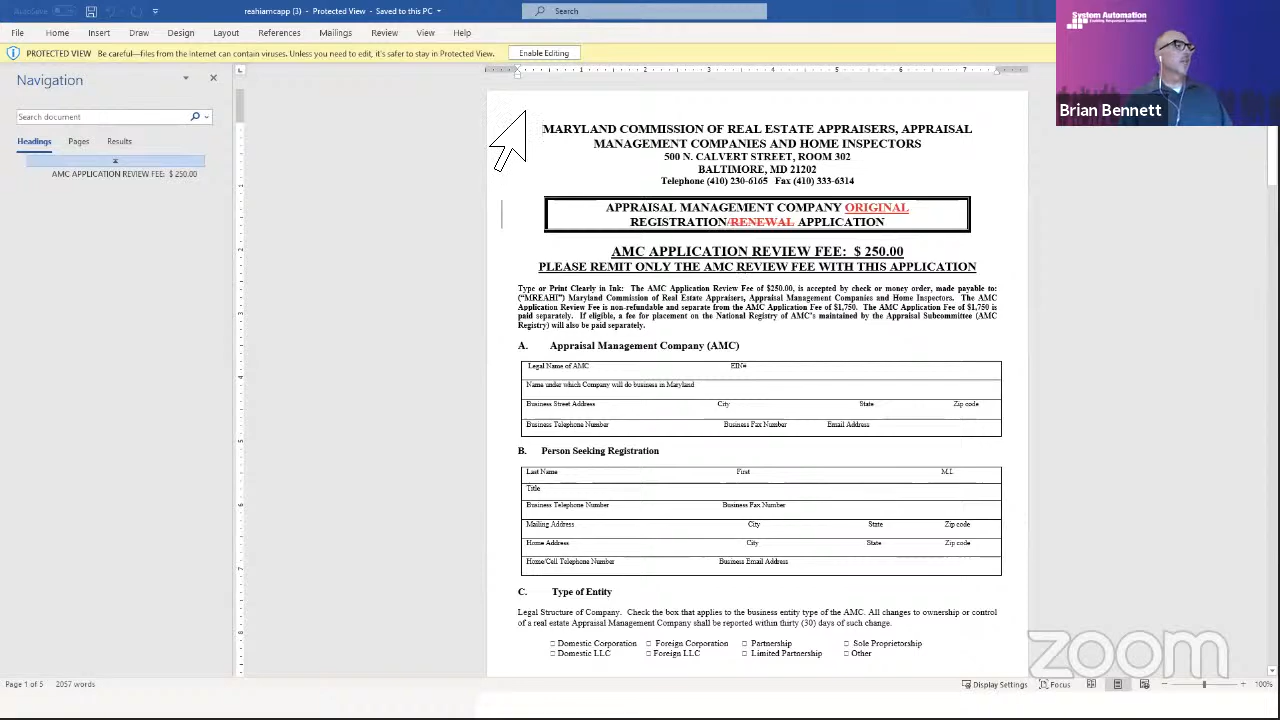 AutoSave
reahiamcapp (3) - Protected View - Saved to this PC
Search
File Home Insert Draw Design Layout References Mailings Review View Help
PROTECTED VIEW Be careful—files from the Internet can contain viruses. Unless you need to edit, it's safer to stay in Protected View. Enable Editing
System Automation
Enabling Responsive Government
Brian Bennett
Navigation
Search document
Headings Pages Results
AMC APPLICATION REVIEW FEE: $ 250.00
MARYLAND COMMISSION OF REAL ESTATE APPRAISERS, APPRAISAL
MANAGEMENT COMPANIES AND HOME INSPECTORS
500 N. CALVERT STREET, ROOM 302
BALTIMORE, MD 21202
Telephone (410) 230-6165 Fax (410) 333-6314
APPRAISAL MANAGEMENT COMPANY ORIGINAL
REGISTRATION/RENEWAL APPLICATION
AMC APPLICATION REVIEW FEE: $ 250.00
PLEASE REMIT ONLY THE AMC REVIEW FEE WITH THIS APPLICATION
Type or Print Clearly in Ink: The AMC Application Review Fee of $250.00, is accepted by check or money order, made payable to:
("MREAHI") Maryland Commission of Real Estate Appraisers, Appraisal Management Companies and Home Inspectors. The AMC
Application Review Fee is non-refundable and separate from the AMC Application Fee of $1,750. The AMC Application Fee of $1,750 is
paid separately. If eligible, a fee for placement on the National Registry of AMC's maintained by the Appraisal Subcommittee (AMC
Registry) will also be paid separately.
A. Appraisal Management Company (AMC)
Legal Name of AMC EIN#
Name under which Company will do business in Maryland
Business Street Address City State Zip code
Business Telephone Number Business Fax Number Email Address
B. Person Seeking Registration
Last Name First M.I.
Title
Business Telephone Number Business Fax Number
Mailing Address City State Zip code
Home Address City State Zip code
Home/Cell Telephone Number Business Email Address
C. Type of Entity
Legal Structure of Company. Check the box that applies to the business entity type of the AMC. All changes to ownership or control
of a real estate Appraisal Management Company shall be reported within thirty (30) days of such change.
□ Domestic Corporation □ Foreign Corporation □ Partnership □ Sole Proprietorship
□ Domestic LLC □ Foreign LLC □ Limited Partnership □ Other
zoom
Page 1 of 5 2057 words
Display Settings Focus 100%